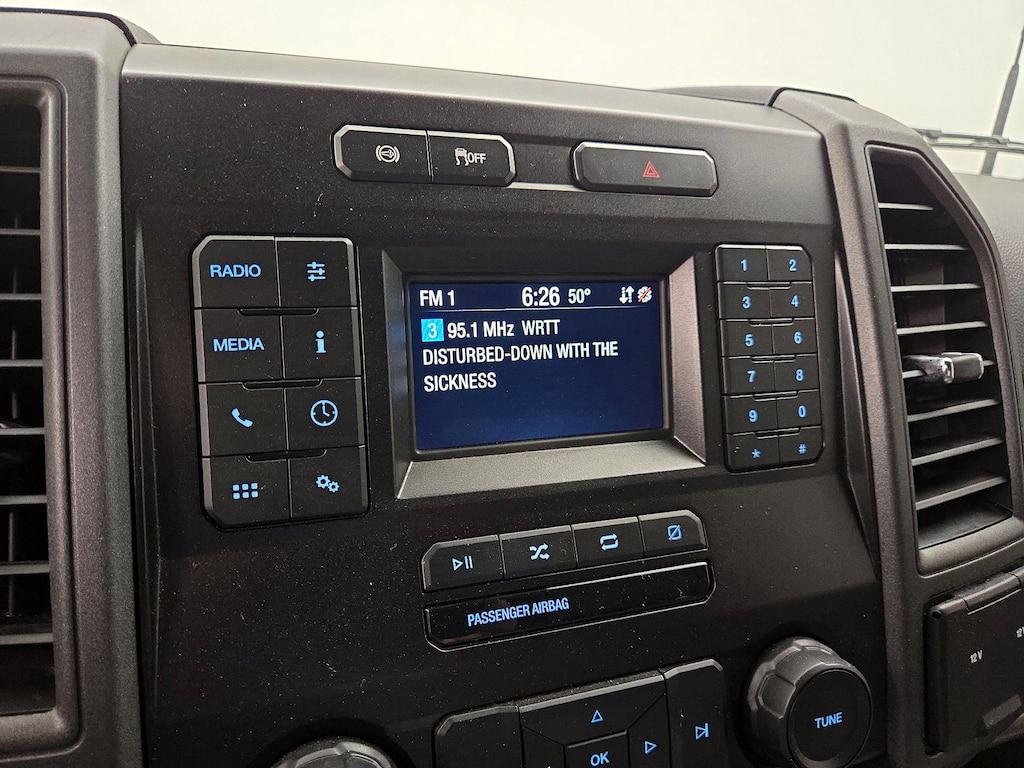 OFF
RADIO
MEDIA
FM 1 6:26 50°
3 95.1 MHz WRTT
DISTURBED-DOWN WITH THE
SICKNESS
1 2
3 4
5 6
7 8
9 0
* #
PASSENGER AIRBAG
12 V
12
TUNE
OK